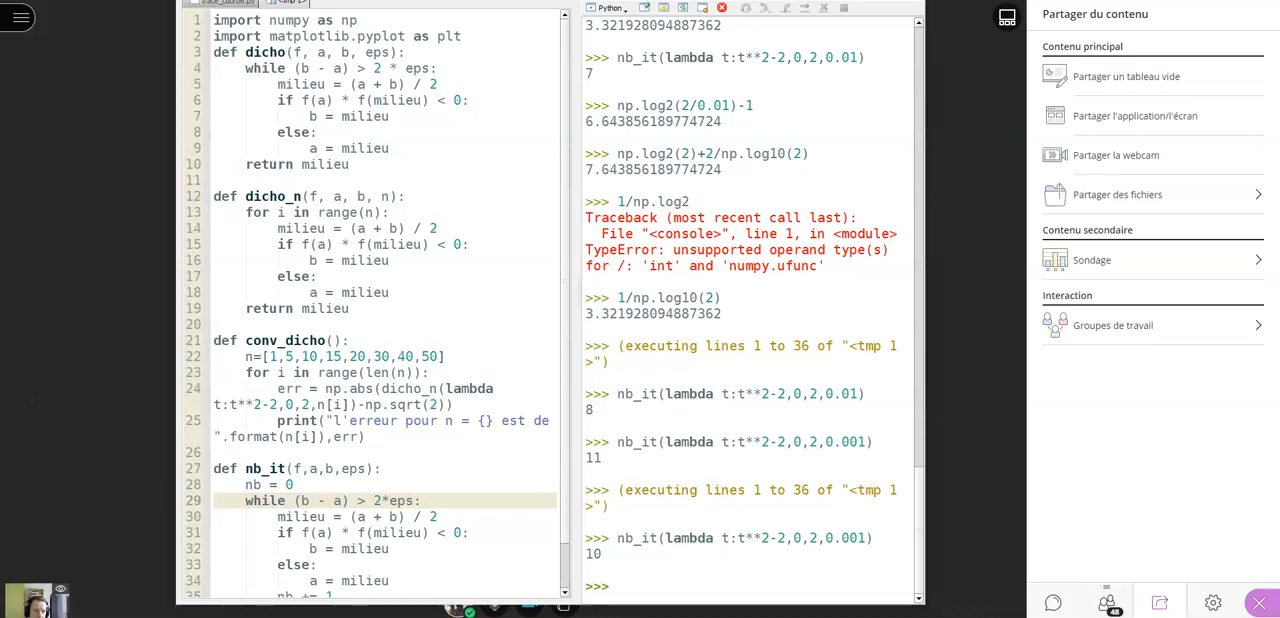 trace_courbe.py <tmp 1>
1 import numpy as np
2 import matplotlib.pyplot as plt
3 def dicho(f, a, b, eps):
4 while (b - a) > 2 * eps:
5 milieu = (a + b) / 2
6 if f(a) * f(milieu) < 0:
7 b = milieu
8 else:
9 a = milieu
10 return milieu
11
12 def dicho_n(f, a, b, n):
13 for i in range(n):
14 milieu = (a + b) / 2
15 if f(a) * f(milieu) < 0:
16 b = milieu
17 else:
18 a = milieu
19 return milieu
20
21 def conv_dicho():
22 n=[1,5,10,15,20,30,40,50]
23 for i in range(len(n)):
24 err = np.abs(dicho_n(lambda
t:t**2-2,0,2,n[i])-np.sqrt(2))
25 print("l'erreur pour n = {} est de
".format(n[i]),err)
26
27 def nb_it(f,a,b,eps):
28 nb = 0
29 while (b - a) > 2*eps:
30 milieu = (a + b) / 2
31 if f(a) * f(milieu) < 0:
32 b = milieu
33 else:
34 a = milieu
35 nb += 1
Python
3.321928094887362
>>> nb_it(lambda t:t**2-2,0,2,0.01)
7
>>> np.log2(2/0.01)-1
6.643856189774724
>>> np.log2(2)+2/np.log10(2)
7.643856189774724
>>> 1/np.log2
Traceback (most recent call last):
File "<console>", line 1, in <module>
TypeError: unsupported operand type(s)
for /: 'int' and 'numpy.ufunc'
>>> 1/np.log10(2)
3.321928094887362
>>> (executing lines 1 to 36 of "<tmp 1
>")
>>> nb_it(lambda t:t**2-2,0,2,0.01)
8
>>> nb_it(lambda t:t**2-2,0,2,0.001)
11
>>> (executing lines 1 to 36 of "<tmp 1
>")
>>> nb_it(lambda t:t**2-2,0,2,0.001)
10
>>>
Partager du contenu
Contenu principal
Partager un tableau vide
Partager l'application/l'écran
Partager la webcam
Partager des fichiers
Contenu secondaire
Sondage
Interaction
Groupes de travail
48